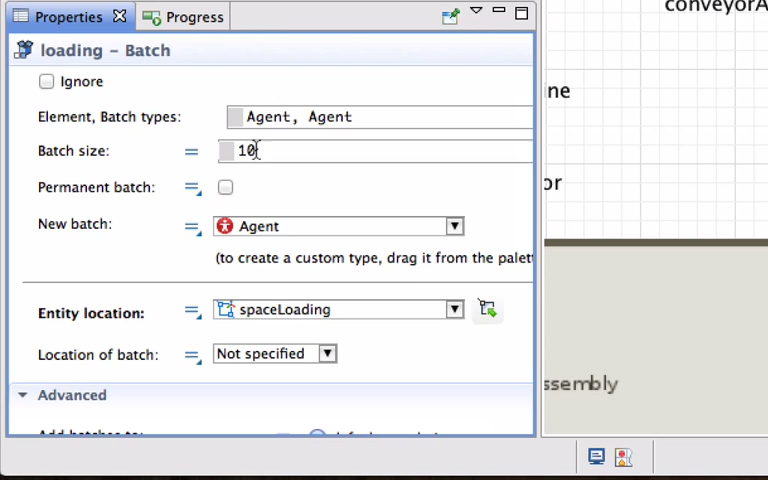 Properties
Progress
conveyorA
loading – Batch
Ignore
ne
Element, Batch types: Agent, Agent
Batch size: = 10
or
Permanent batch: =
New batch: = Agent
(to create a custom type, drag it from the palet
Entity location: = spaceLoading
Location of batch: = Not specified
ssembly
Advanced